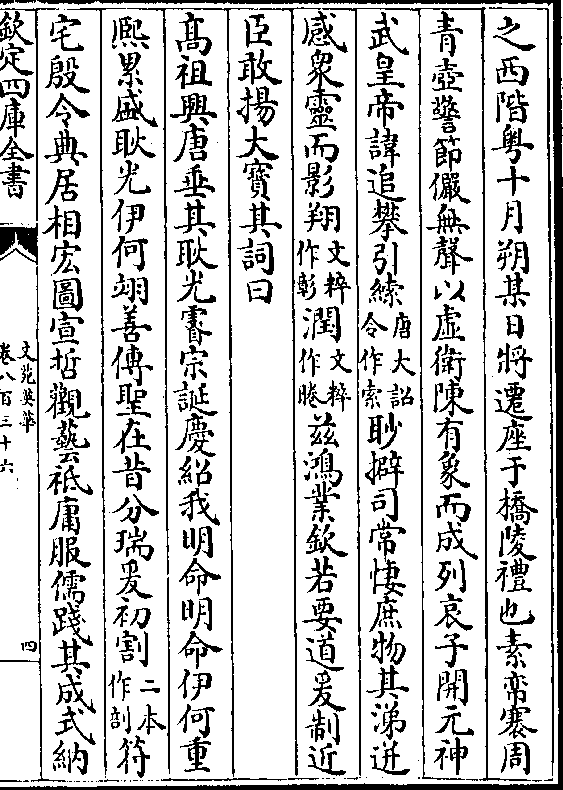 之西階粤十月朔某日將遷座于橋陵禮也素帟褰周
青壺警節儼無聲以虚衛陳有象而成列哀子開元神
武皇帝諱追攀引縗唐大詔令作索眇擗司常悽庶物其涕迸
感衆靈而影翔文粹作彰潤文粹作睠兹鴻業欽若要道爰制近
臣敢揚大寶其詞曰
高祖興唐垂其耿光睿宗誕慶紹我明命明命伊何重
熙累盛耿光伊何翊善傳聖在昔分瑞爰初割二本作剖符
宅殷令典居相宏圖宣哲觀藝祗庸服儒踐其成式納
欽定四庫全書
文苑英華
卷八百三十六
四